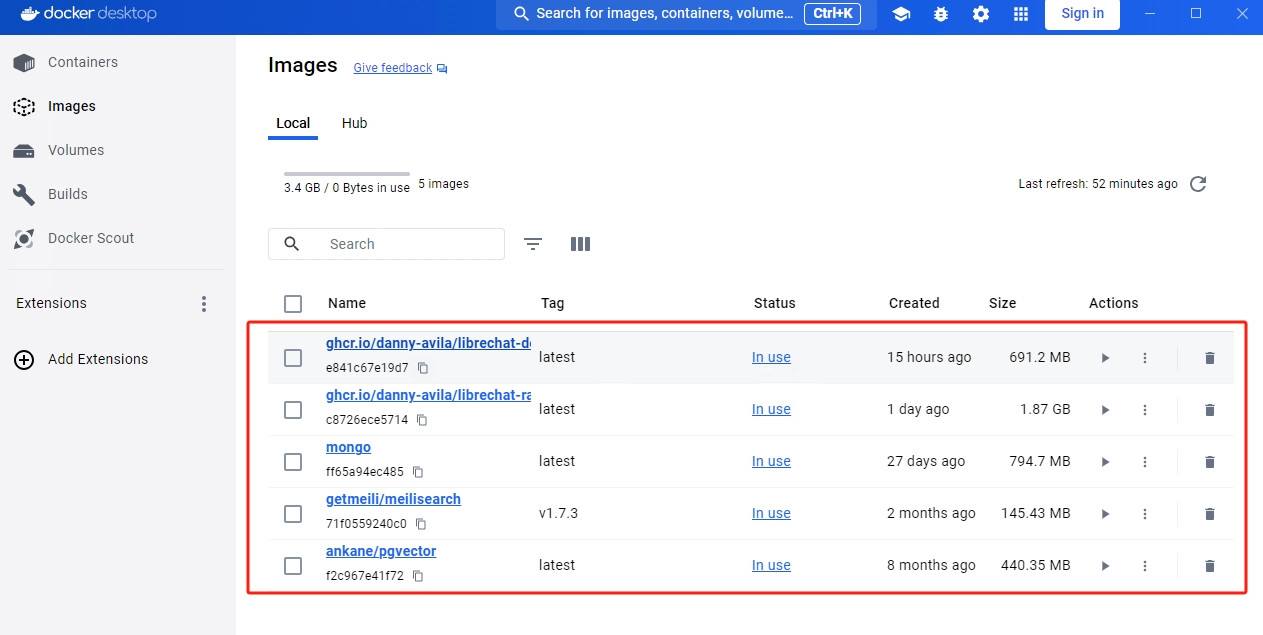 docker desktop
Search for images, containers, volume... Ctrl+K
Sign in
Containers
Images
Volumes
Builds
Docker Scout
Extensions
Add Extensions
Images Give feedback
Local Hub
3.4 GB / 0 Bytes in use 5 images
Last refresh: 52 minutes ago
Search
Name Tag Status Created Size Actions
ghcr.io/danny-avila/librechat-de
e841c67e19d7
latest In use 15 hours ago 691.2 MB
ghcr.io/danny-avila/librechat-ra
c8726ece5714
latest In use 1 day ago 1.87 GB
mongo
ff65a94ec485
latest In use 27 days ago 794.7 MB
getmeili/meilisearch
71f0559240c0
v1.7.3 In use 2 months ago 145.43 MB
ankane/pgvector
f2c967e41f72
latest In use 8 months ago 440.35 MB